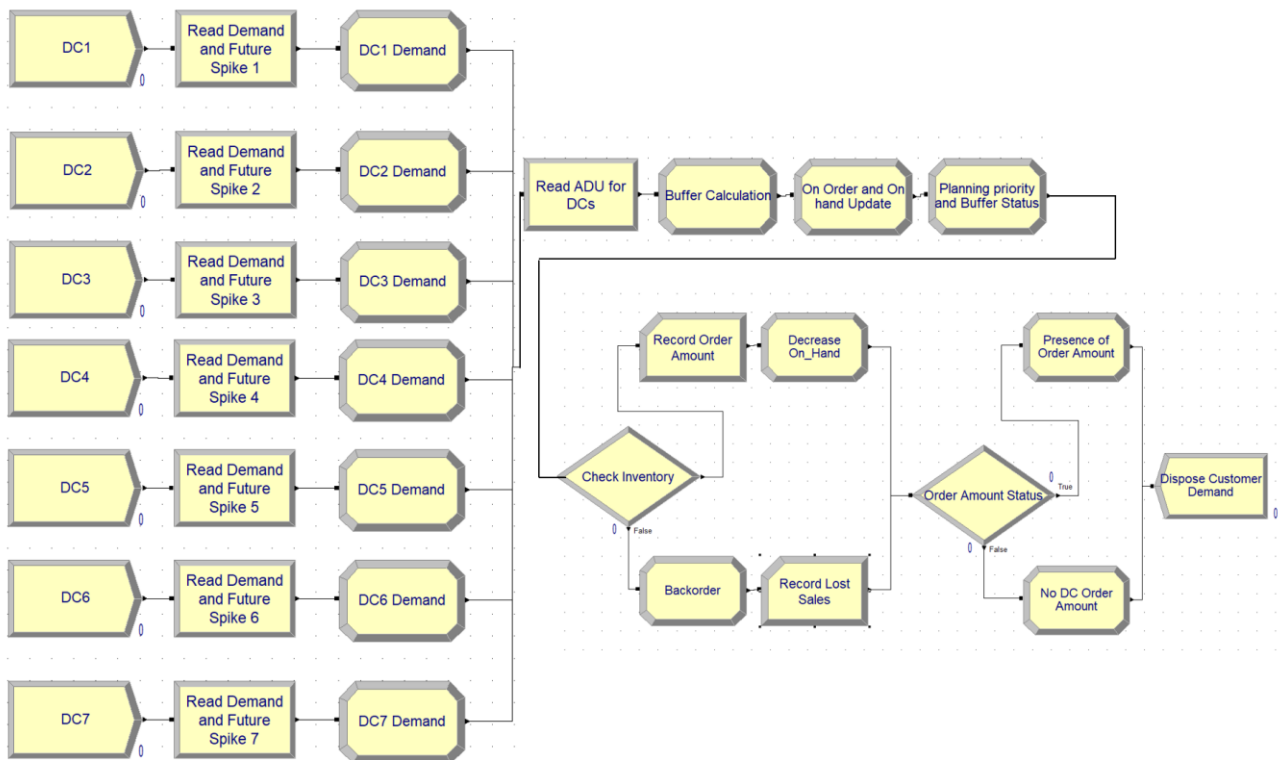 DC1
Read Demand
and Future
Spike 1
DC1 Demand
0
DC2
Read Demand
and Future
Spike 2
DC2 Demand
0
DC3
Read Demand
and Future
Spike 3
DC3 Demand
0
DC4
Read Demand
and Future
Spike 4
DC4 Demand
0
DC5
Read Demand
and Future
Spike 5
DC5 Demand
0
DC6
Read Demand
and Future
Spike 6
DC6 Demand
0
DC7
Read Demand
and Future
Spike 7
DC7 Demand
0
Read ADU for
DCs
Buffer Calculation
On Order and On
hand Update
Planning priority
and Buffer Status
Check Inventory
0
False
Record Order
Amount
Decrease
On_Hand
Backorder
Record Lost
Sales
Order Amount Status
0
True
0
False
Presence of
Order Amount
No DC Order
Amount
Dispose Customer
Demand
0